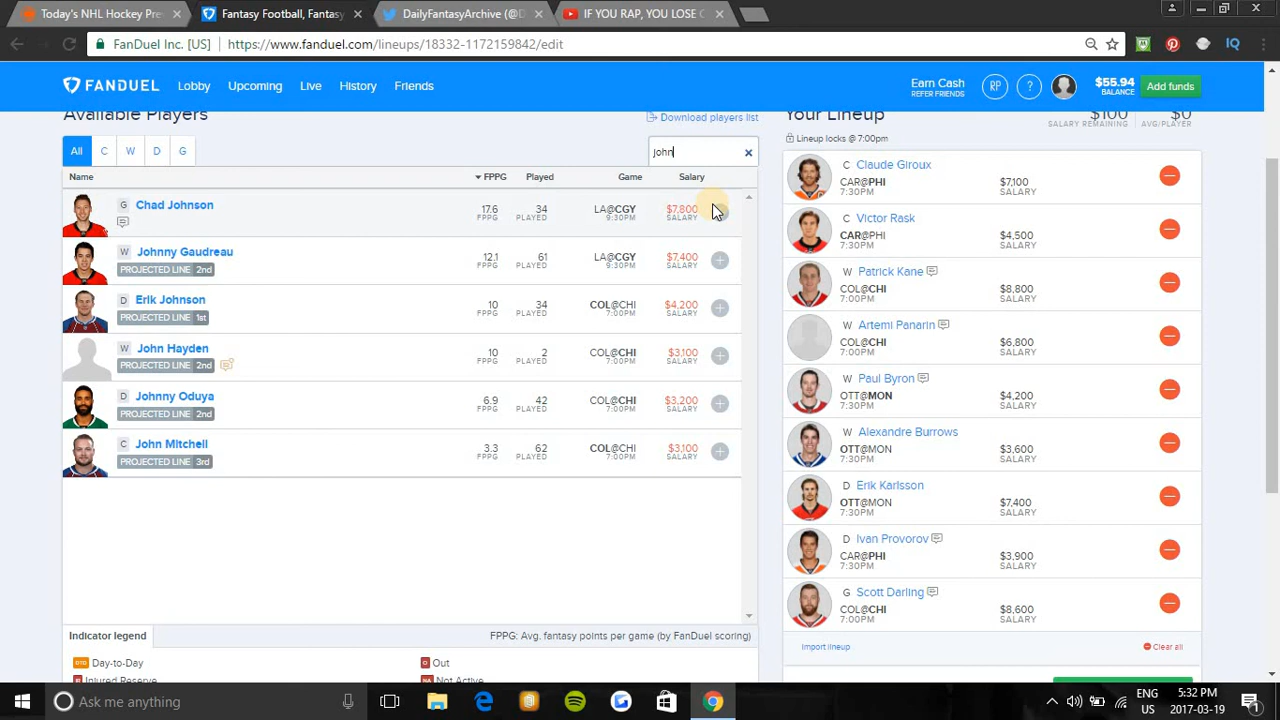 Today's NHL Hockey Pre
Fantasy Football, Fantasy
DailyFantasyArchive (@D
IF YOU RAP, YOU LOSE
FanDuel Inc. [US] https://www.fanduel.com/lineups/18332-1172159842/edit
FANDUEL Lobby Upcoming Live History Friends
Earn Cash
REFER FRIENDS
RP ?
$55.94
BALANCE
Add funds
Available Players
Download players list
All C W D G
john
Name FPPG Played Game Salary
G Chad Johnson
17.6 FPPG 34 PLAYED LA@CGY 9:30PM $7,800 SALARY
W Johnny Gaudreau
PROJECTED LINE 2nd
12.1 FPPG 61 PLAYED LA@CGY 9:30PM $7,400 SALARY
D Erik Johnson
PROJECTED LINE 1st
10 FPPG 34 PLAYED COL@CHI 7:00PM $4,200 SALARY
W John Hayden
PROJECTED LINE 2nd
10 FPPG 2 PLAYED COL@CHI 7:00PM $3,100 SALARY
D Johnny Oduya
PROJECTED LINE 2nd
6.9 FPPG 42 PLAYED COL@CHI 7:00PM $3,200 SALARY
C John Mitchell
PROJECTED LINE 3rd
3.3 FPPG 62 PLAYED COL@CHI 7:00PM $3,100 SALARY
Indicator legend
FPPG: Avg. fantasy points per game (by FanDuel scoring)
DTD Day-to-Day
O Out
Injured Reserve
Not Active
Your Lineup
$100
SALARY REMAINING
$0
AVG/PLAYER
Lineup locks @ 7:00pm
C Claude Giroux
CAR@PHI $7,100
7:30PM SALARY
C Victor Rask
CAR@PHI $4,500
7:30PM SALARY
W Patrick Kane
COL@CHI $8,800
7:00PM SALARY
W Artemi Panarin
COL@CHI $6,800
7:00PM SALARY
W Paul Byron
OTT@MON $4,200
7:30PM SALARY
W Alexandre Burrows
OTT@MON $3,600
7:30PM SALARY
D Erik Karlsson
OTT@MON $7,400
7:30PM SALARY
D Ivan Provorov
CAR@PHI $3,900
7:30PM SALARY
G Scott Darling
COL@CHI $8,600
7:00PM SALARY
Import lineup
Clear all
Ask me anything
ENG
US
5:32 PM
2017-03-19